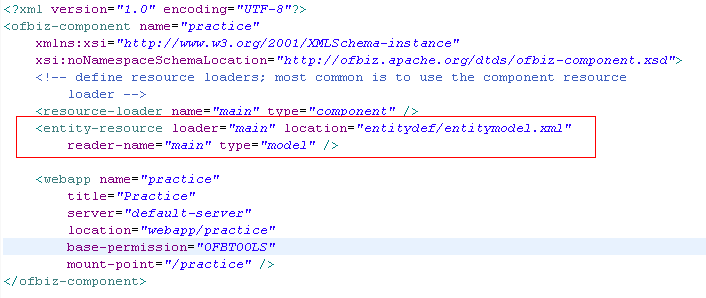 <?xml version="1.0" encoding="UTF-8"?>
<ofbiz-component name="practice"
xmlns:xsi="http://www.w3.org/2001/XMLSchema-instance"
xsi:noNamespaceSchemaLocation="http://ofbiz.apache.org/dtds/ofbiz-component.xsd">
<!-- define resource loaders; most common is to use the component resource
loader -->
<resource-loader name="main" type="component" />
<entity-resource loader="main" location="entitydef/entitymodel.xml"
reader-name="main" type="model" />
<webapp name="practice"
title="Practice"
server="default-server"
location="webapp/practice"
base-permission="OFBTOOLS"
mount-point="/practice" />
</ofbiz-component>